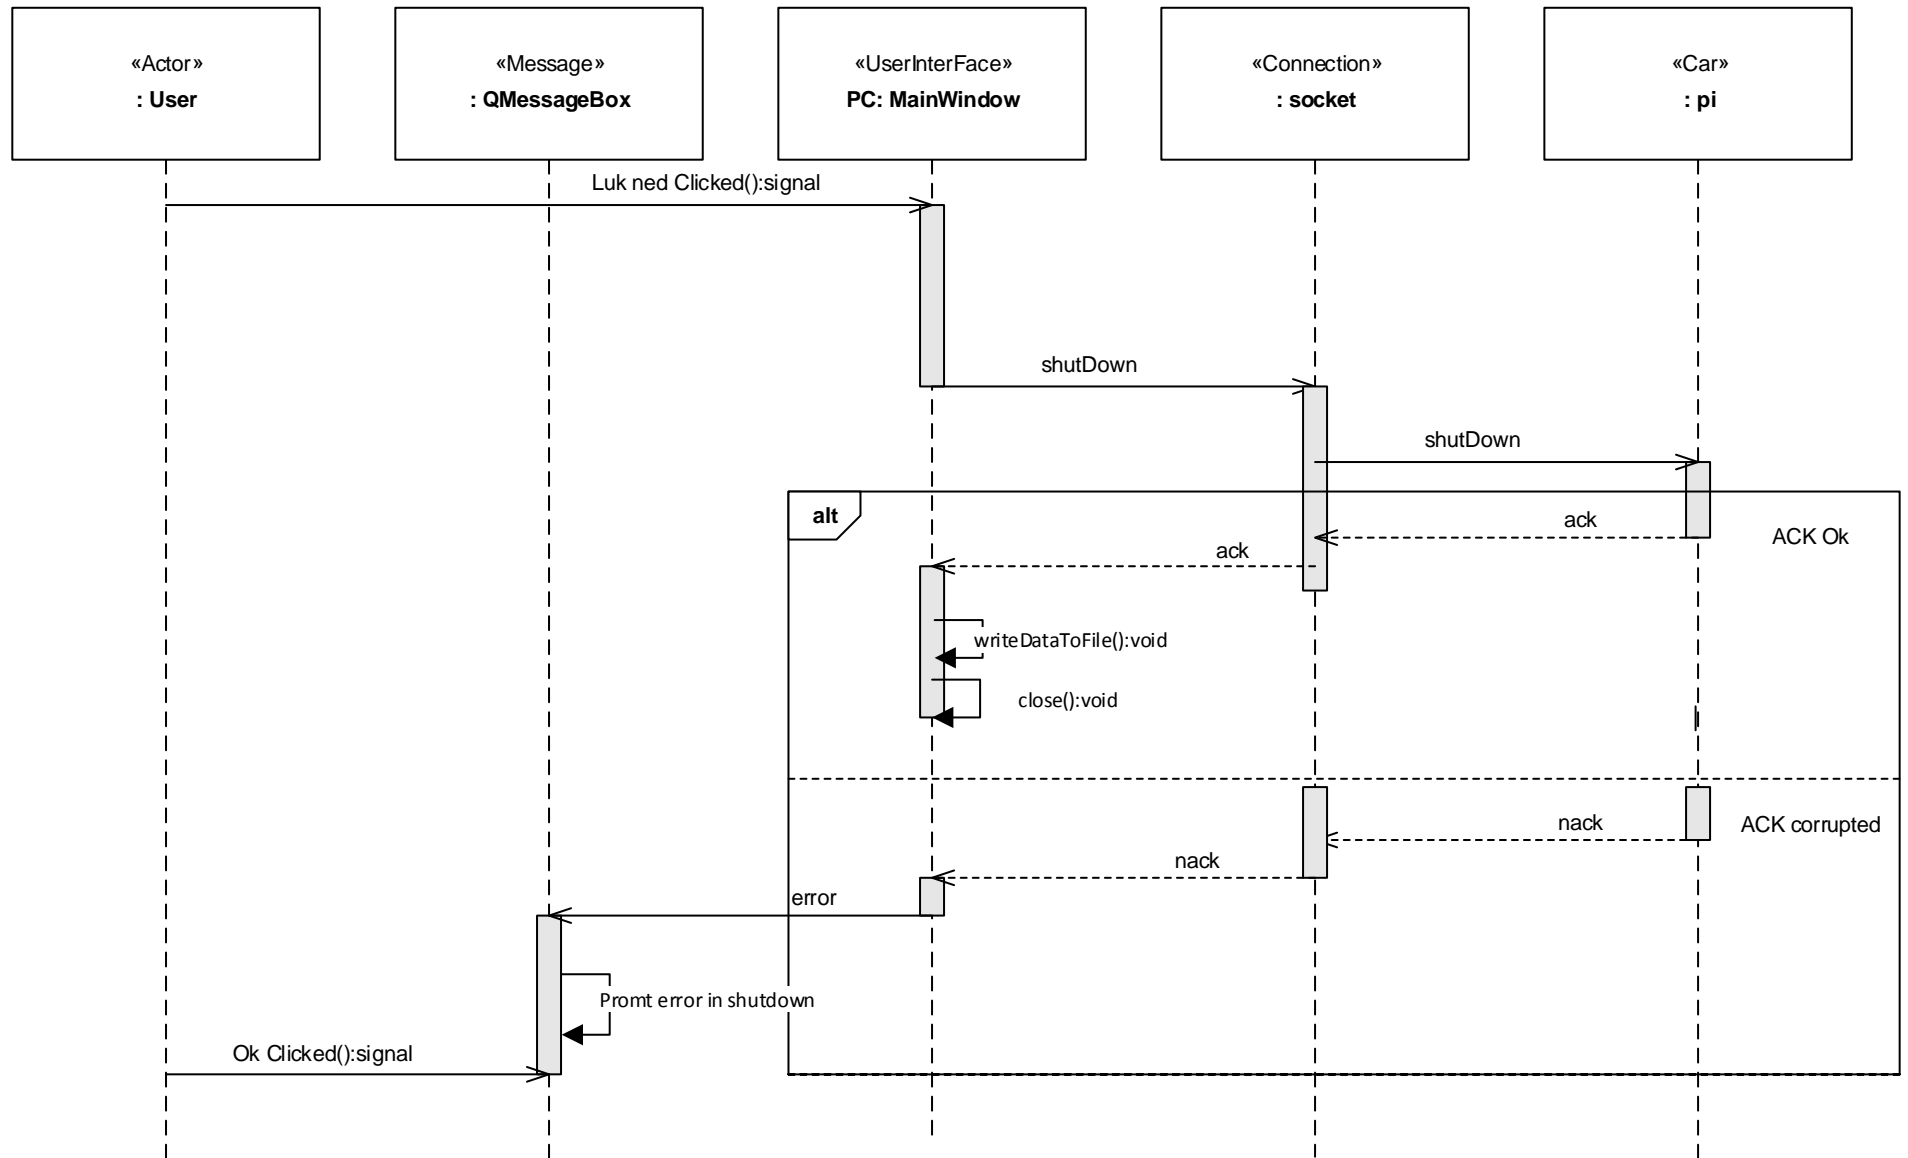 «Actor»
: User
«Message»
: QMessageBox
«UserInterFace»
PC: MainWindow
«Connection»
: socket
«Car»
: pi
Luk ned Clicked():signal
shutDown
shutDown
alt
ack
ACK Ok
ack
writeDataToFile():void
close():void
nack
ACK corrupted
nack
error
Promt error in shutdown
Ok Clicked():signal